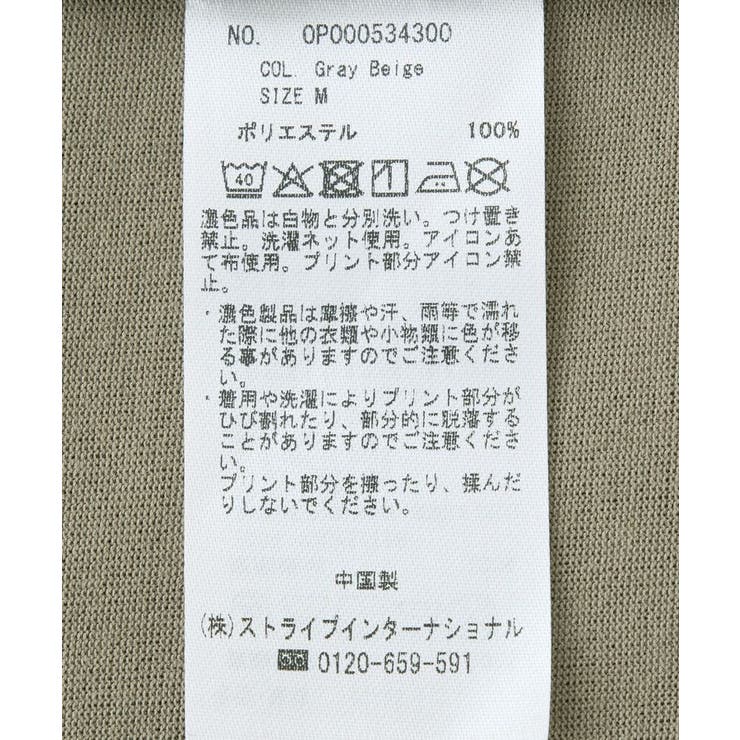 NO. 0P000534300
COL. Gray Beige
SIZE M
ポリエステル 100%
40
濃色品は白物と分別洗い。つけ置き
禁止。洗濯ネット使用。アイロンあ
て布使用。プリント部分アイロン禁
止。
・濃色製品は摩擦や汗、雨等で濡れ
た際に他の衣類や小物類に色が移
る事がありますのでご注意くださ
い。
・着用や洗濯によりプリント部分が
ひび割れたり、部分的に脱落する
ことがありますのでご注意くださ
い。
プリント部分を擦ったり、揉んだ
りしないでください。
中国製
(株)ストライプインターナショナル
0120-659-591